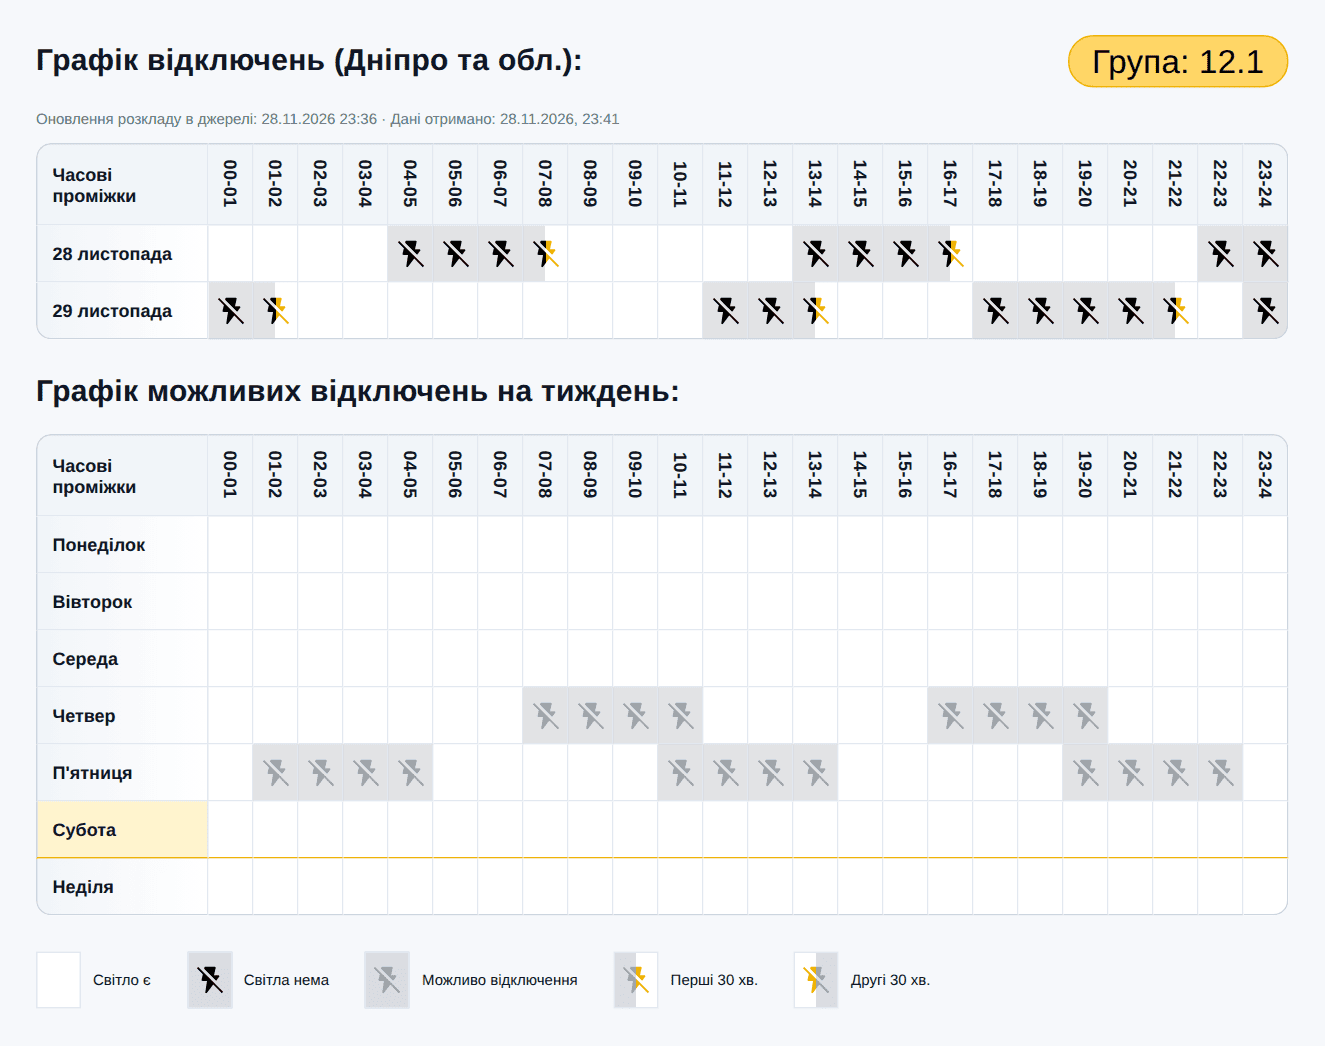 Графік відключень (Дніпро та обл.):
Група: 12.1
Оновлення розкладу в джерелі: 28.11.2026 23:36 · Дані отримано: 28.11.2026, 23:41
Часові проміжки 00-01 01-02 02-03 03-04 04-05 05-06 06-07 07-08 08-09 09-10 10-11 11-12 12-13 13-14 14-15 15-16 16-17 17-18 18-19 19-20 20-21 21-22 22-23 23-24
28 листопада
29 листопада
Графік можливих відключень на тиждень:
Часові проміжки 00-01 01-02 02-03 03-04 04-05 05-06 06-07 07-08 08-09 09-10 10-11 11-12 12-13 13-14 14-15 15-16 16-17 17-18 18-19 19-20 20-21 21-22 22-23 23-24
Понеділок
Вівторок
Середа
Четвер
П'ятниця
Субота
Неділя
Світло є Світла нема Можливо відключення Перші 30 хв. Другі 30 хв.